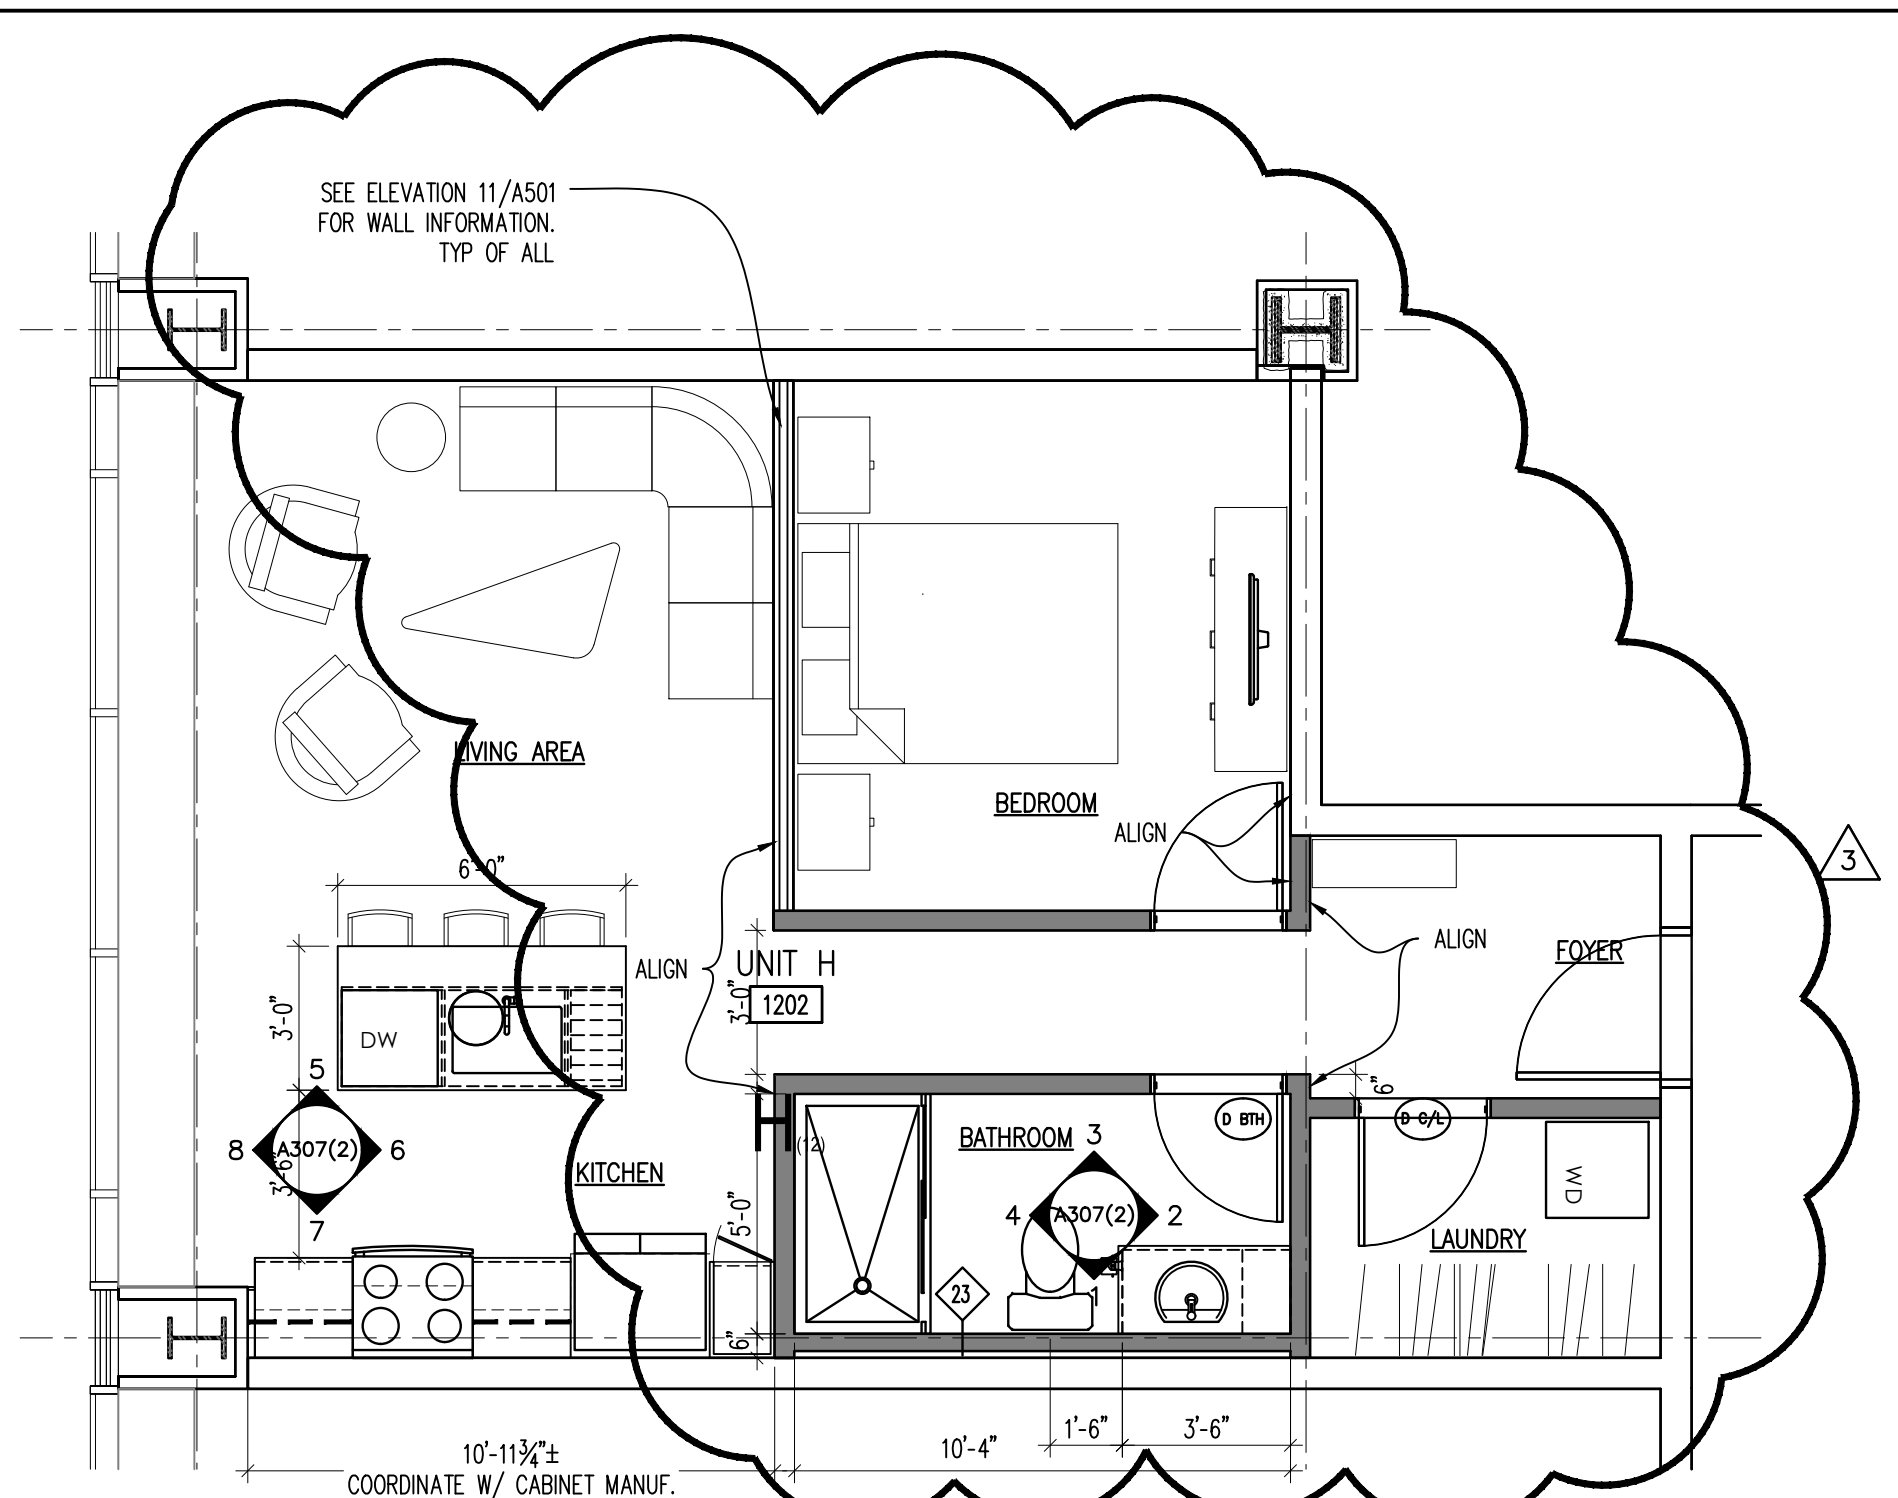 SEE ELEVATION 11/A501
FOR WALL INFORMATION.
TYP OF ALL
LIVING AREA
BEDROOM
ALIGN
3
6'-0"
ALIGN
UNIT H
1202
3'-0"
ALIGN
FOYER
3'-0"
DW
5
8
A307(2)
6
7
3'-6"
KITCHEN
(12)
BATHROOM
3
4
A307(2)
2
1
D BTH
D C/L
6"
WD
LAUNDRY
5'-0"
23
6"
1'-6"
3'-6"
10'-4"
10'-11¾"±
COORDINATE W/ CABINET MANUF.